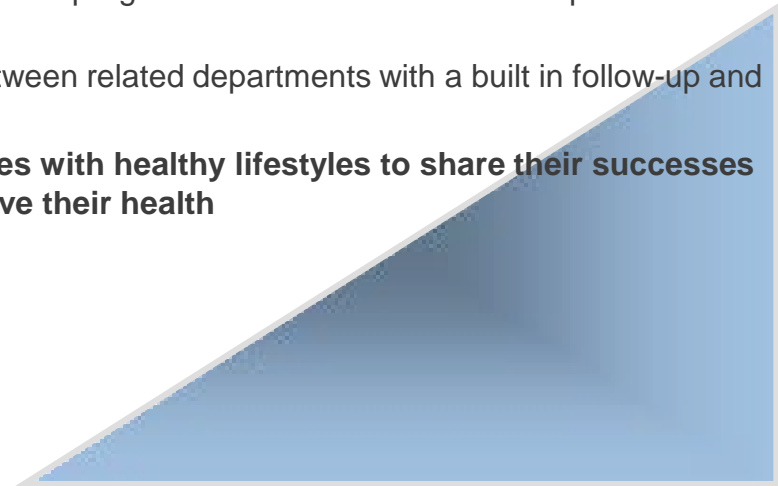 tween related departments with a built in follow-up and
es with healthy lifestyles to share their successes
ve their health